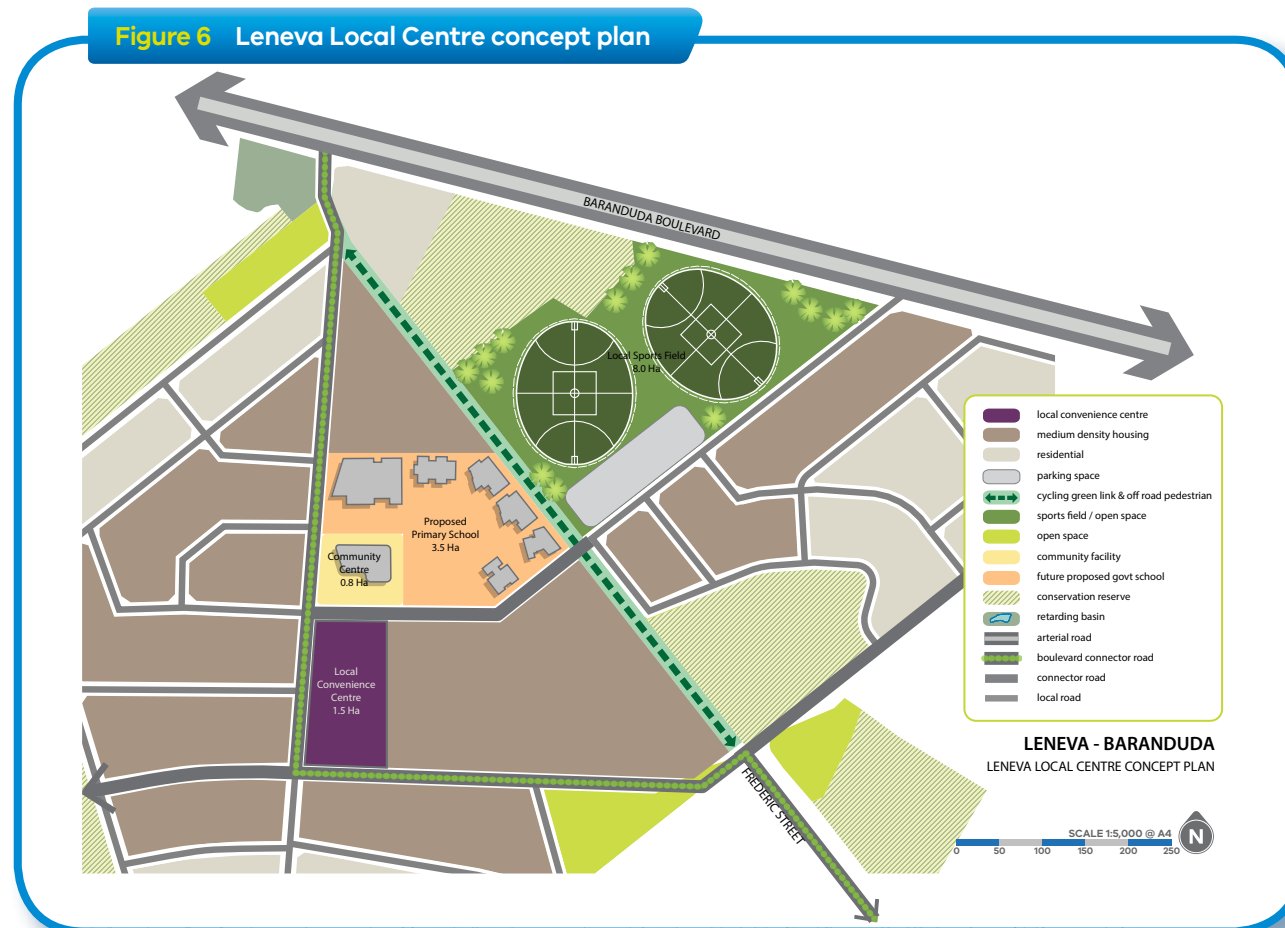 Figure 6 Leneva Local Centre concept plan
BARANDUDA BOULEVARD
Local Sports Field
8.0 Ha
Proposed
Primary School
3.5 Ha
Community
Centre
0.8 Ha
Local
Convenience
Centre
1.5 Ha
FREDERIC STREET
local convenience centre
medium density housing
residential
parking space
cycling green link & off road pedestrian
sports field / open space
open space
community facility
future proposed govt school
conservation reserve
retarding basin
arterial road
boulevard connector road
connector road
local road
LENEVA - BARANDUDA
LENEVA LOCAL CENTRE CONCEPT PLAN
SCALE 1:5,000 @ A4
0 50 100 150 200 250
N